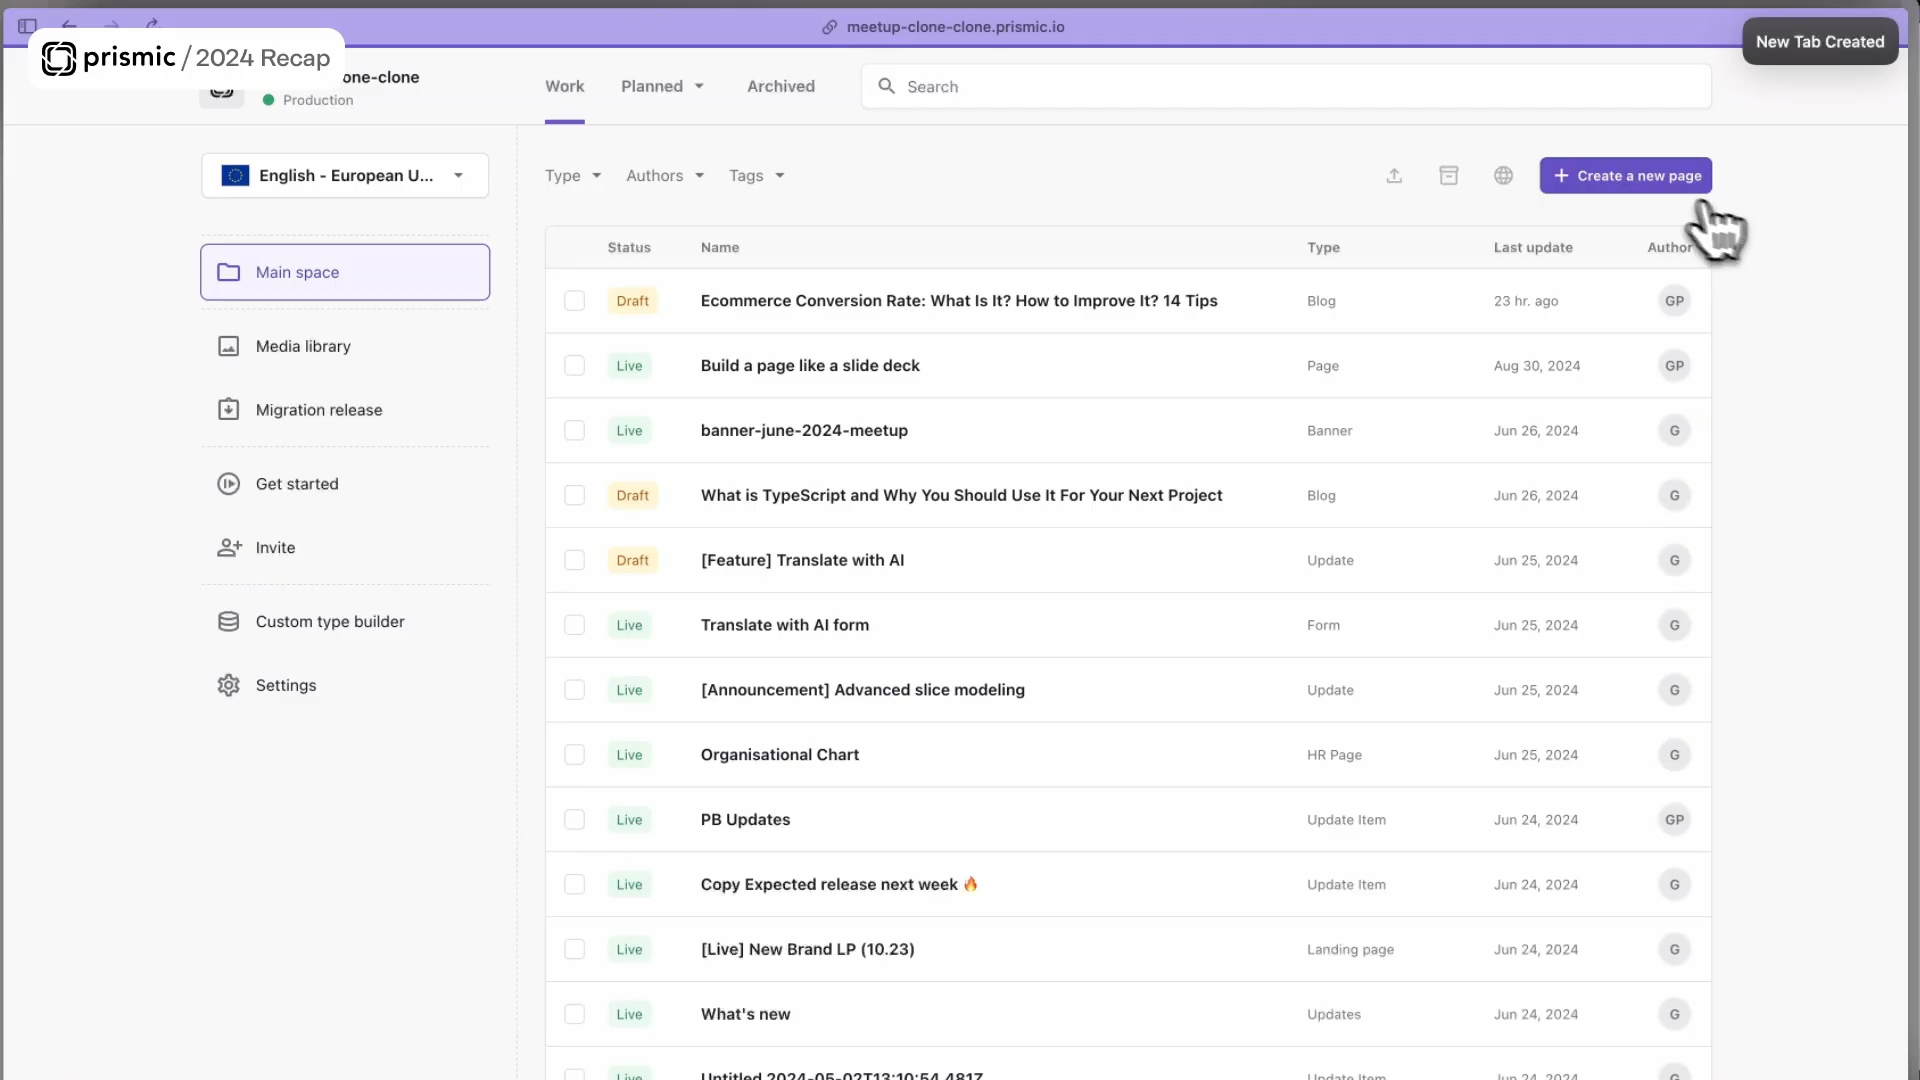 meetup-clone-clone.prismic.io
New Tab Created
prismic / 2024 Recap
one-clone
Production
Work
Planned
Archived
Search
English - European U...
Type
Authors
Tags
Create a new page
Main space
Media library
Migration release
Get started
Invite
Custom type builder
Settings
Status Name Type Last update Author
Draft Ecommerce Conversion Rate: What Is It? How to Improve It? 14 Tips Blog 23 hr. ago GP
Live Build a page like a slide deck Page Aug 30, 2024 GP
Live banner-june-2024-meetup Banner Jun 26, 2024 G
Draft What is TypeScript and Why You Should Use It For Your Next Project Blog Jun 26, 2024 G
Draft [Feature] Translate with AI Update Jun 25, 2024 G
Live Translate with AI form Form Jun 25, 2024 G
Live [Announcement] Advanced slice modeling Update Jun 25, 2024 G
Live Organisational Chart HR Page Jun 25, 2024 G
Live PB Updates Update Item Jun 24, 2024 GP
Live Copy Expected release next week 🔥 Update Item Jun 24, 2024 G
Live [Live] New Brand LP (10.23) Landing page Jun 24, 2024 G
Live What's new Updates Jun 24, 2024 G
Live Untitled 2024-05-02T13:10:54.481Z Update Item Jun 24, 2024 G